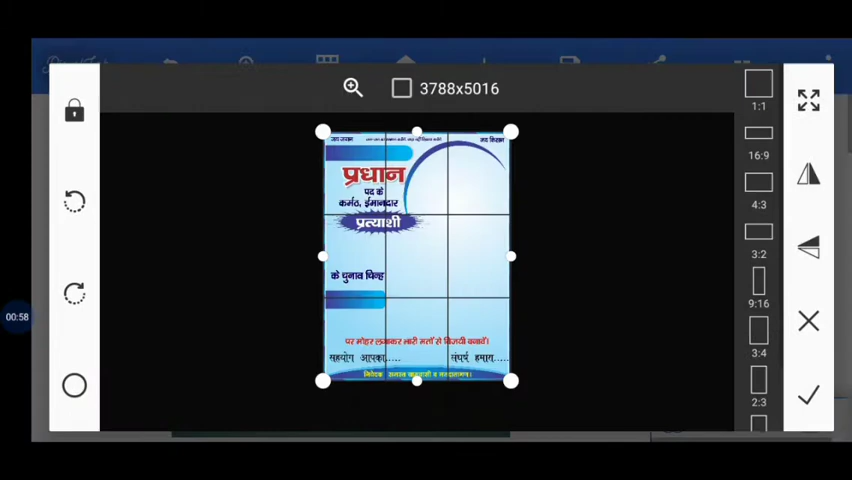 3788x5016
1:1
16:9
4:3
3:2
9:16
3:4
2:3
00:58
जय जवान
जय किसान
प्रधान
पद के
कर्मठ, ईमानदार
प्रत्याशी
के चुनाव चिन्ह
पर मोहर लगाकर भारी मतों से विजयी बनावें।
सहयोग आपका.....
संघर्ष हमारा.....
निवेदक समस्त